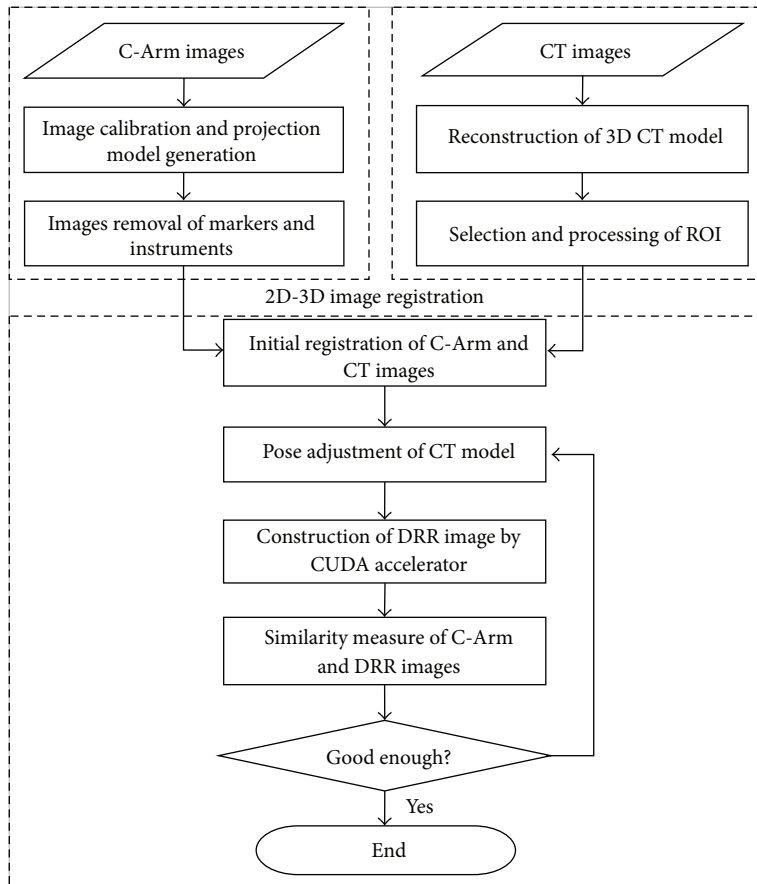 C-Arm images
Image calibration and projection
model generation
Images removal of markers and
instruments
CT images
Reconstruction of 3D CT model
Selection and processing of ROI
2D-3D image registration
Initial registration of C-Arm and
CT images
Pose adjustment of CT model
Construction of DRR image by
CUDA accelerator
Similarity measure of C-Arm
and DRR images
Good enough?
Yes
End